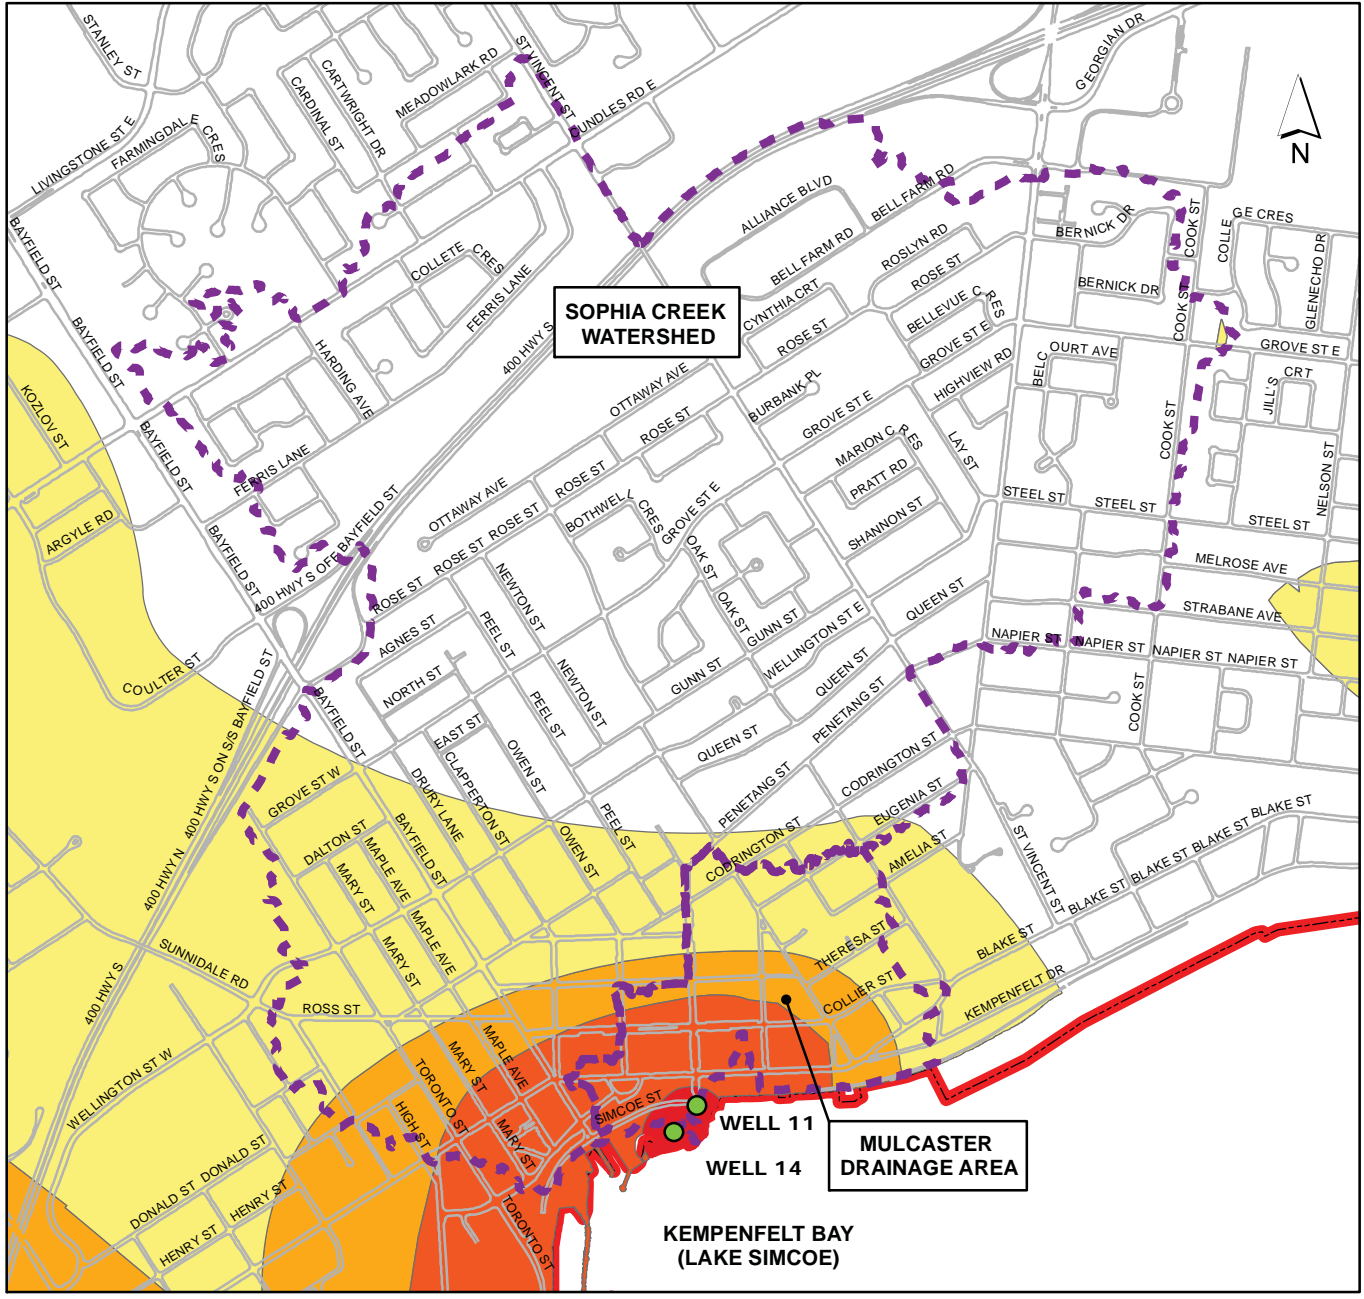 STANLEY ST
ST VINCENT ST
GEORGIAN DR
MEADOWLARK RD
CARTWRIGHT DR
CARDINAL ST
DUNDLES RD E
LIVINGSTONE ST E
FARMINGDALE CRES
N
BAYFIELD ST
ALLIANCE BLVD
BELL FARM RD
BERNICK DR
COOK ST
COLLE
GE CRES
GLENECHO DR
COLLETE CRES
FERRIS LANE
BELL FARM RD
ROSLYN RD
ROSE ST
BERNICK DR
COOK ST
SOPHIA CREEK
WATERSHED
CYNTHIA CRT
BELLEVUE CRES
BAYFIELD ST
HARDING AVE
400 HWY S
ROSE ST
GROVE ST E
GROVE ST E
HIGHVIEW RD
BELC
OURT AVE
JILL'S
CRT
KOZLOV ST
OTTAWAY AVE
BURBANK PL
ROSE ST
GROVE ST E
COOK ST
BAYFIELD ST
MARION CRES
LAY ST
NELSON ST
FERRIS LANE
ROSE ST
PRATT RD
STEEL ST
STEEL ST
STEEL ST
ARGYLE RD
OTTAWAY AVE
ROSE ST
BOTHWELL CRES
GROVE ST E
SHANNON ST
BAYFIELD ST
400 HWY S OFF BAYFIELD ST
ROSE ST
NEWTON ST
OAK ST
MELROSE AVE
ROSE ST
OAK ST
QUEEN ST
STRABANE AVE
AGNES ST
PEEL ST
GUNN ST
WELLINGTON ST E
NAPIER ST
NAPIER ST
NAPIER ST
NAPIER ST
COULTER ST
NORTH ST
NEWTON ST
GUNN ST
QUEEN ST
PENETANG ST
COOK ST
BAYFIELD ST
EAST ST
PEEL ST
QUEEN ST
400 HWY S ON S/S BAYFIELD ST
OWEN ST
CLAPPERTON ST
DRURY LANE
PENETANG ST
CODRINGTON ST
GROVE ST W
PEEL ST
EUGENIA ST
BLAKE ST
BLAKE ST
BLAKE ST
BLAKE ST
400 HWY N
DALTON ST
MAPLE AVE
BAYFIELD ST
OWEN ST
CODRINGTON ST
AMELIA ST
ST VINCENT ST
MARY ST
SUNNIDALE RD
MARY ST
MAPLE AVE
THERESA ST
BLAKE ST
400 HWY S
ROSS ST
COLLIER ST
KEMPENFELT DR
WELLINGTON ST W
TORONTO ST
MARY ST
MAPLE AVE
HIGH ST
MARY ST
SIMCOE ST
WELL 11
WELL 14
MULCASTER
DRAINAGE AREA
DONALD ST
DONALD ST
HENRY ST
HENRY ST
TORONTO ST
KEMPENFELT BAY
(LAKE SIMCOE)